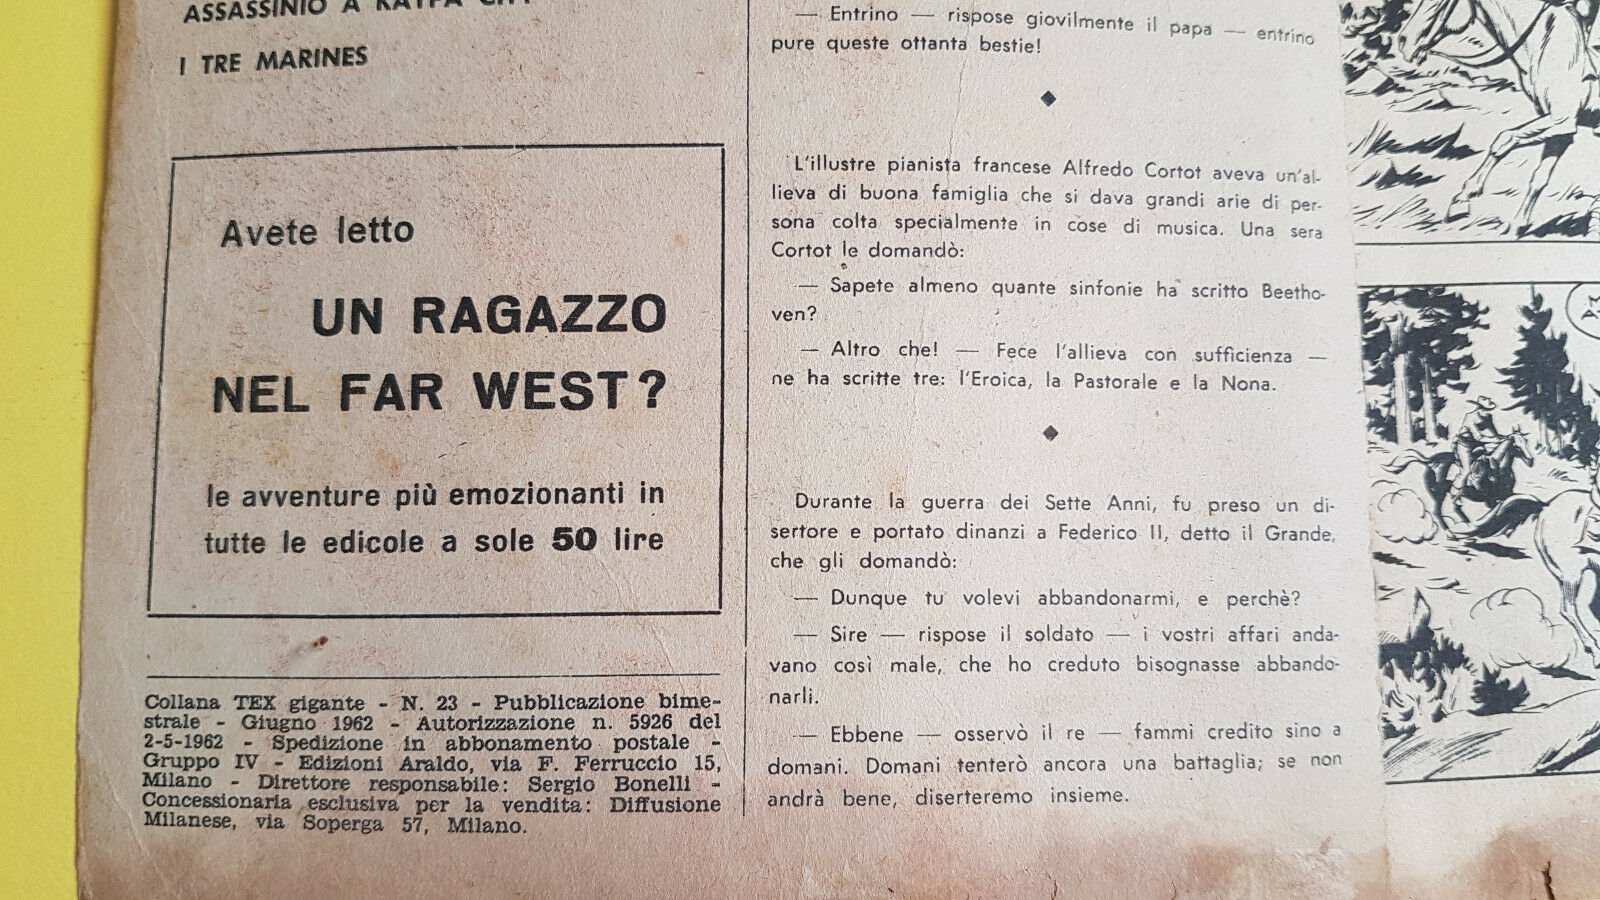 ASSASSINIO A
I TRE MARINES
Avete letto
UN RAGAZZO
NEL FAR WEST?
le avventure più emozionanti in
tutte le edicole a sole 50 lire
Collana TEX gigante - N. 23 - Pubblicazione bime-
strale - Giugno 1962 - Autorizzazione n. 5926 del
2-5-1962 - Spedizione in abbonamento postale -
Gruppo IV - Edizioni Araldo, via F. Ferruccio 15,
Milano - Direttore responsabile: Sergio Bonelli -
Concessionaria esclusiva per la vendita: Diffusione
Milanese, via Soperga 57, Milano.
— Entrino — rispose giovilmente il papa — entrino
pure queste ottanta bestie!
L'illustre pianista francese Alfredo Cortot aveva un'al-
lieva di buona famiglia che si dava grandi arie di per-
sona colta specialmente in cose di musica. Una sera
Cortot le domandò:
— Sapete almeno quante sinfonie ha scritto Beetho-
ven?
— Altro che! — Fece l'allieva con sufficienza —
ne ha scritte tre: l'Eroica, la Pastorale e la Nona.
Durante la guerra dei Sette Anni, fu preso un di-
sertore e portato dinanzi a Federico II, detto il Grande,
che gli domandò:
— Dunque tu volevi abbandonarmi, e perchè?
— Sire — rispose il soldato — i vostri affari anda-
vano così male, che ho creduto bisognasse abbando-
narli.
— Ebbene — osservò il re — fammi credito sino a
domani. Domani tenterò ancora una battaglia; se non
andrà bene, diserteremo insieme.